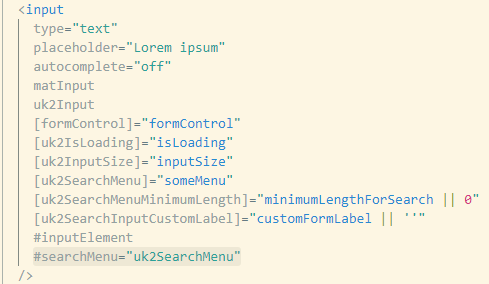 <input
type="text"
placeholder="Lorem ipsum"
autocomplete="off"
matInput
uk2Input
[formControl]="formControl"
[uk2IsLoading]="isLoading"
[uk2InputSize]="inputSize"
[uk2SearchMenu]="someMenu"
[uk2SearchMenuMinimumLength]="minimumLengthForSearch || 0"
[uk2SearchInputCustomLabel]="customFormLabel || ''"
#inputElement
#searchMenu="uk2SearchMenu"
/>